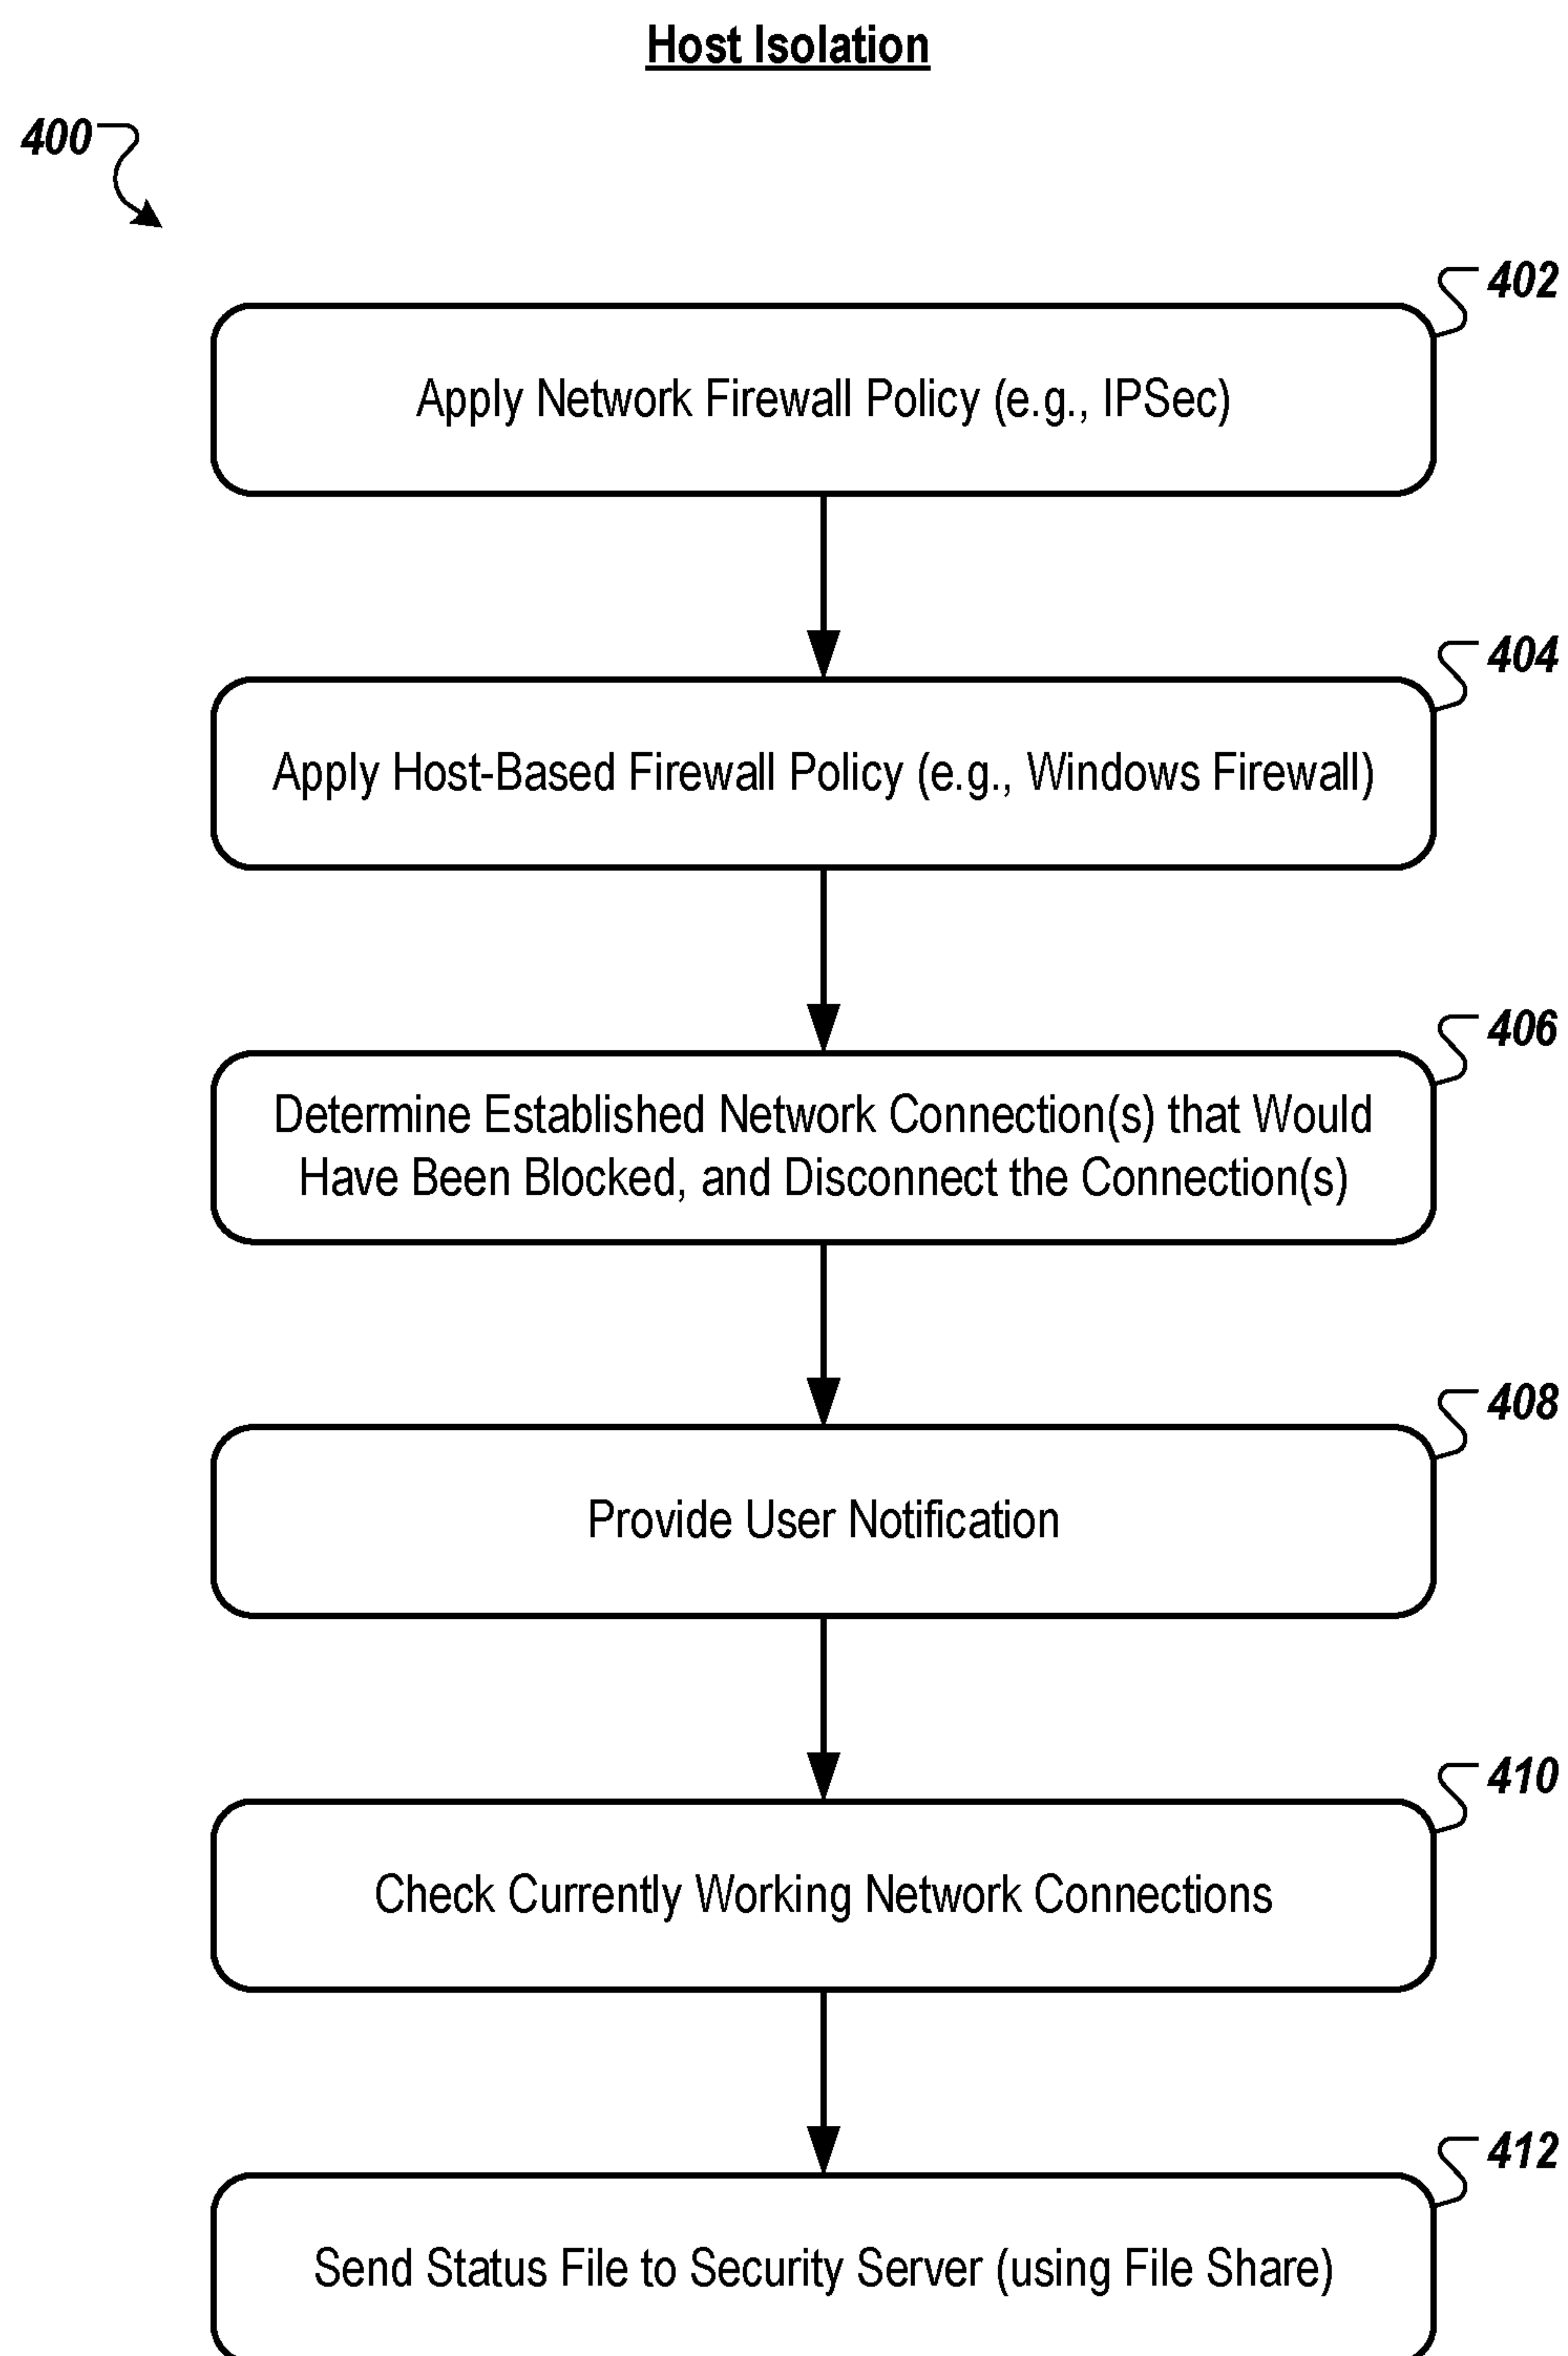 Host Isolation
400
402
Apply Network Firewall Policy (e.g., IPSec)
404
Apply Host-Based Firewall Policy (e.g., Windows Firewall)
406
Determine Established Network Connection(s) that Would
Have Been Blocked, and Disconnect the Connection(s)
408
Provide User Notification
410
Check Currently Working Network Connections
412
Send Status File to Security Server (using File Share)